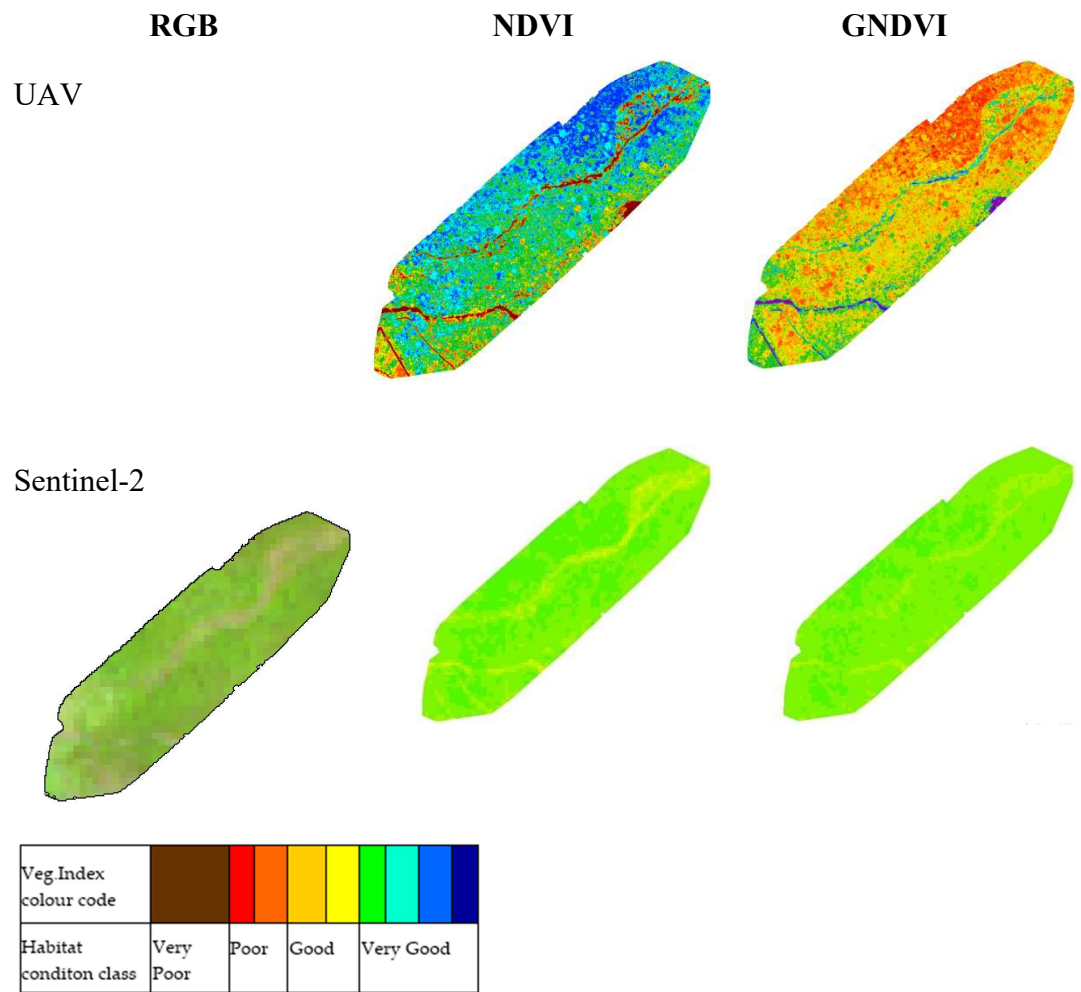 RGB NDVI GNDVI
UAV
Sentinel-2
Veg.Index
colour code
Habitat
conditon class
Very
Poor
Poor
Good
Very Good